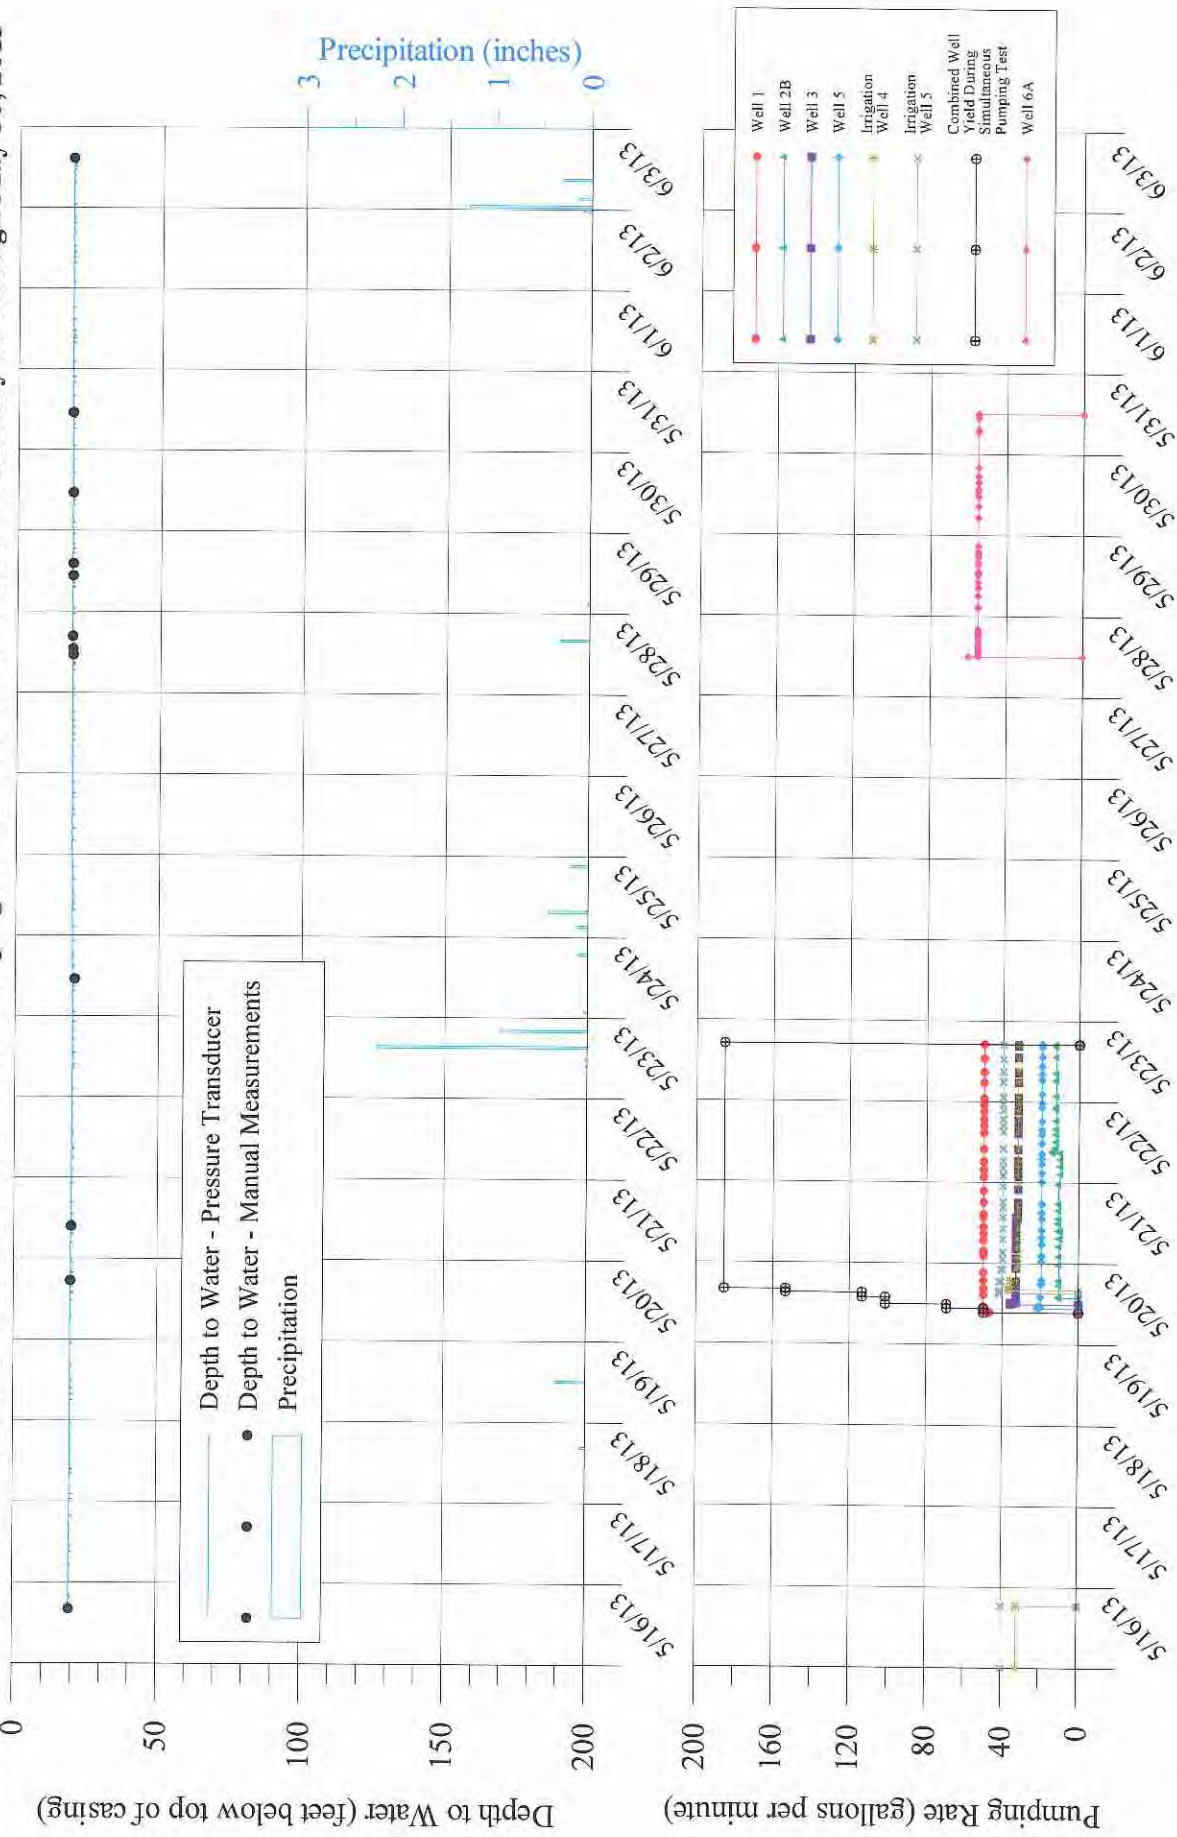 Depth to Water (feet below top of casing)
0
50
100
150
200
Precipitation (inches)
3
2
1
0
Depth to Water - Pressure Transducer
Depth to Water - Manual Measurements
Precipitation
5/16/13
5/17/13
5/18/13
5/19/13
5/20/13
5/21/13
5/22/13
5/23/13
5/24/13
5/25/13
5/26/13
5/27/13
5/28/13
5/29/13
5/30/13
5/31/13
6/1/13
6/2/13
6/3/13
Pumping Rate (gallons per minute)
200
160
120
80
40
0
Well 1
Well 2B
Well 3
Well 5
Irrigation
Well 4
Irrigation
Well 5
Combined Well
Yield During
Simultaneous
Pumping Test
Well 6A
5/16/13
5/17/13
5/18/13
5/19/13
5/20/13
5/21/13
5/22/13
5/23/13
5/24/13
5/25/13
5/26/13
5/27/13
5/28/13
5/29/13
5/30/13
5/31/13
6/1/13
6/2/13
6/3/13